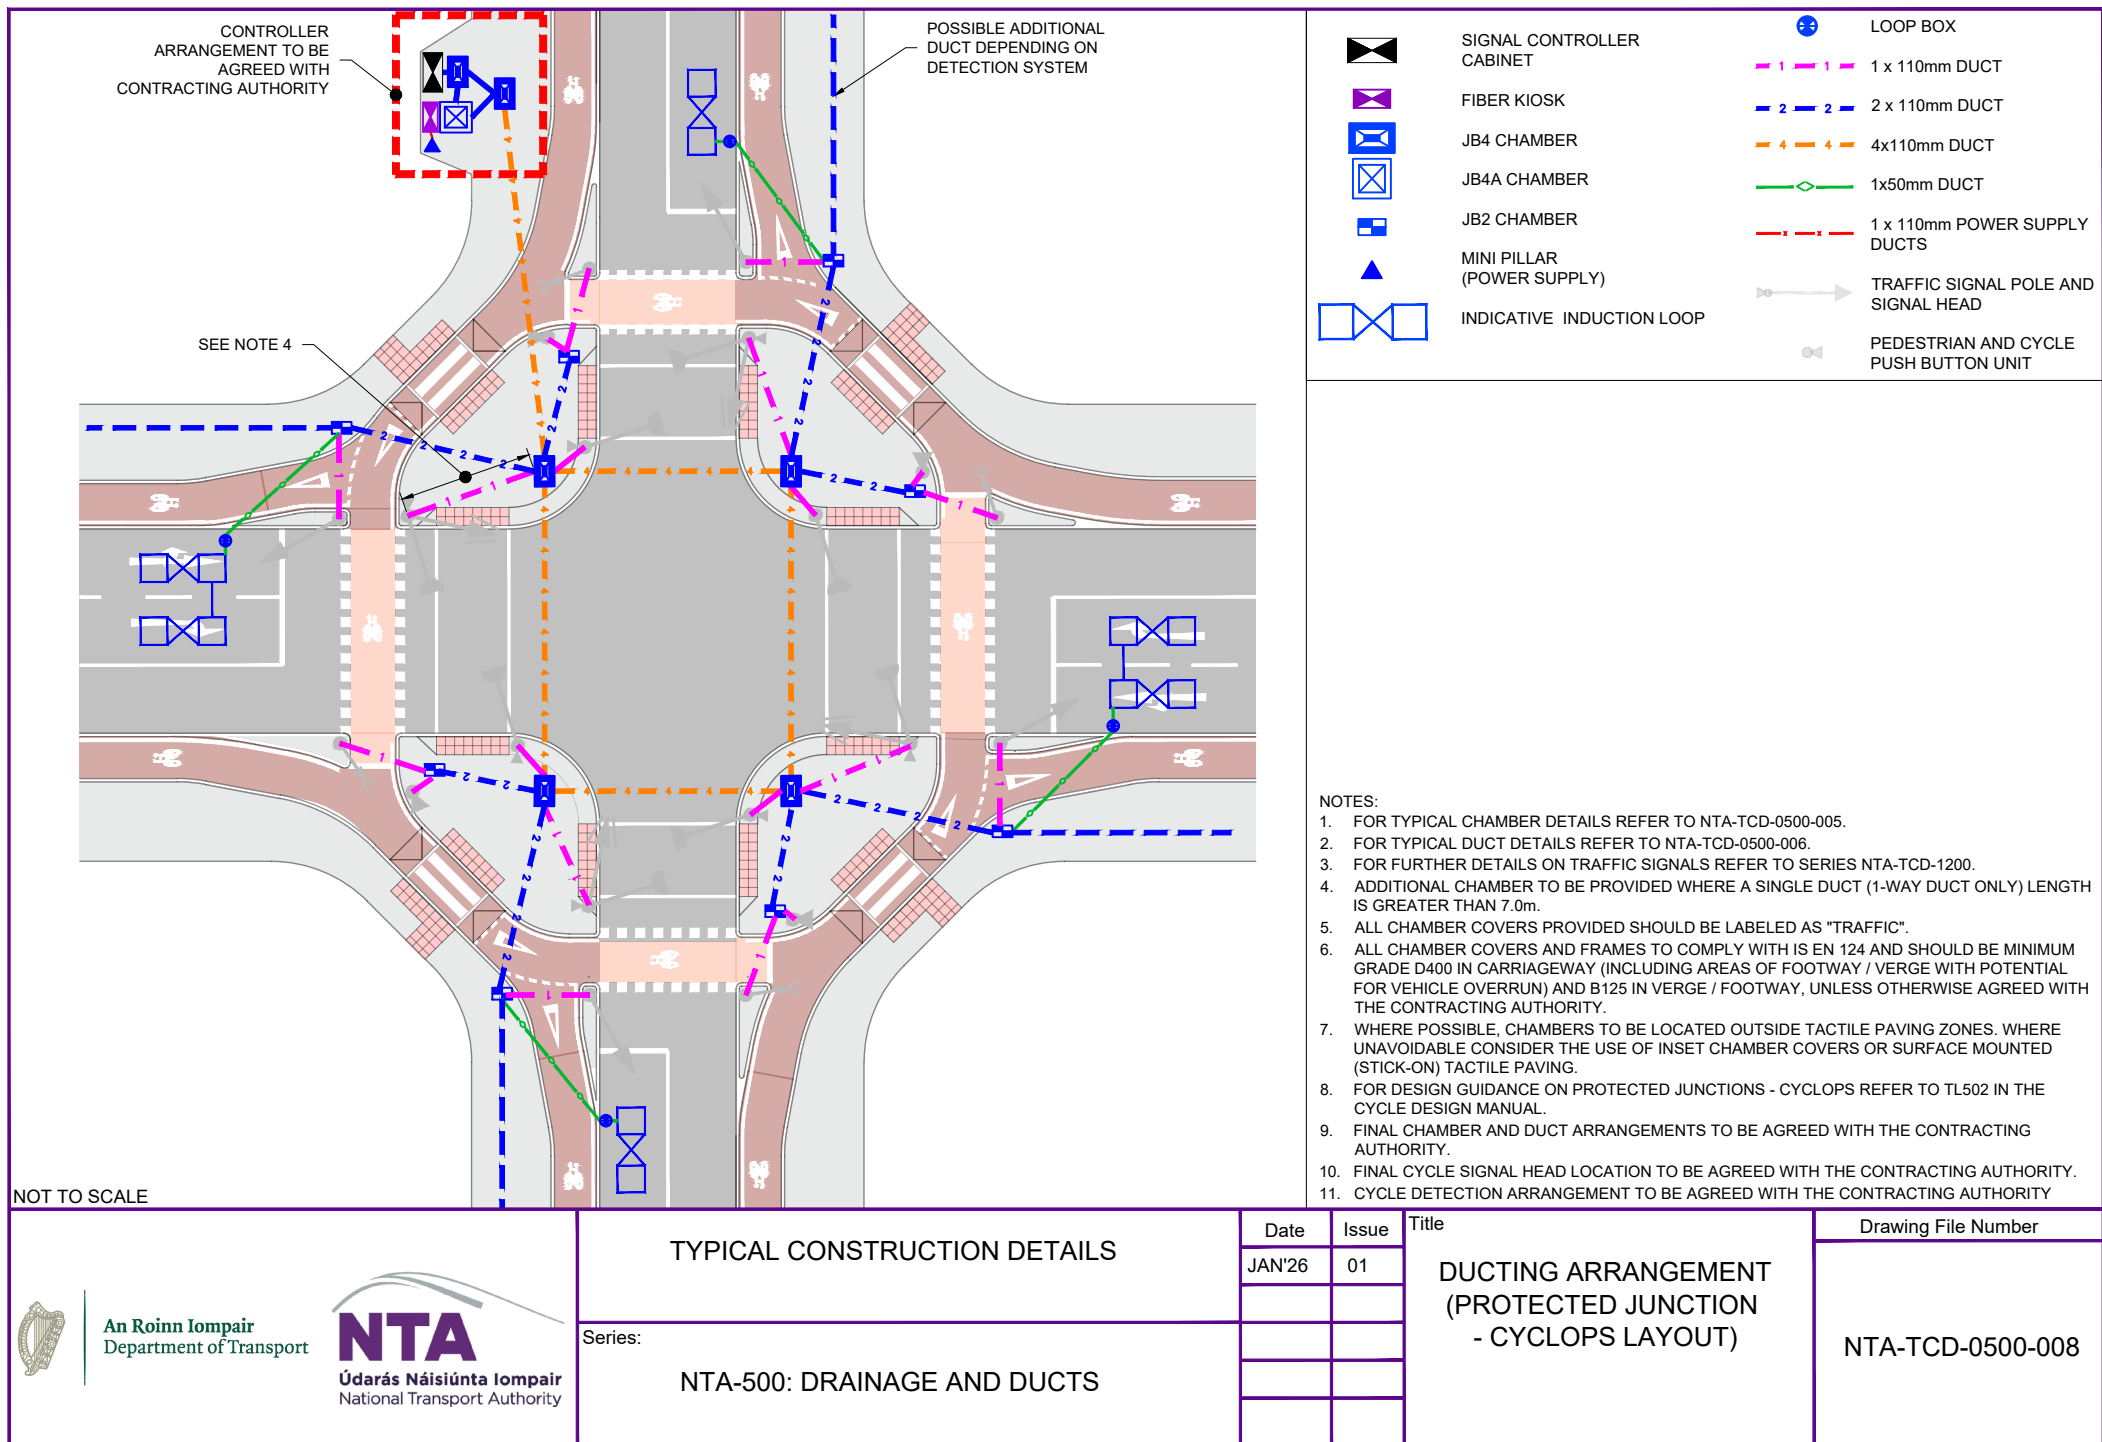 CONTROLLER
ARRANGEMENT TO BE
AGREED WITH
CONTRACTING AUTHORITY
POSSIBLE ADDITIONAL
DUCT DEPENDING ON
DETECTION SYSTEM
SEE NOTE 4
SIGNAL CONTROLLER
CABINET
FIBER KIOSK
JB4 CHAMBER
JB4A CHAMBER
JB2 CHAMBER
MINI PILLAR
(POWER SUPPLY)
INDICATIVE INDUCTION LOOP
LOOP BOX
1 1 1 x 110mm DUCT
2 2 2 x 110mm DUCT
4 4 4x110mm DUCT
1x50mm DUCT
1 x 110mm POWER SUPPLY
DUCTS
TRAFFIC SIGNAL POLE AND
SIGNAL HEAD
PEDESTRIAN AND CYCLE
PUSH BUTTON UNIT
NOTES:
1. FOR TYPICAL CHAMBER DETAILS REFER TO NTA-TCD-0500-005.
2. FOR TYPICAL DUCT DETAILS REFER TO NTA-TCD-0500-006.
3. FOR FURTHER DETAILS ON TRAFFIC SIGNALS REFER TO SERIES NTA-TCD-1200.
4. ADDITIONAL CHAMBER TO BE PROVIDED WHERE A SINGLE DUCT (1-WAY DUCT ONLY) LENGTH
IS GREATER THAN 7.0m.
5. ALL CHAMBER COVERS PROVIDED SHOULD BE LABELED AS "TRAFFIC".
6. ALL CHAMBER COVERS AND FRAMES TO COMPLY WITH IS EN 124 AND SHOULD BE MINIMUM
GRADE D400 IN CARRIAGEWAY (INCLUDING AREAS OF FOOTWAY / VERGE WITH POTENTIAL
FOR VEHICLE OVERRUN) AND B125 IN VERGE / FOOTWAY, UNLESS OTHERWISE AGREED WITH
THE CONTRACTING AUTHORITY.
7. WHERE POSSIBLE, CHAMBERS TO BE LOCATED OUTSIDE TACTILE PAVING ZONES. WHERE
UNAVOIDABLE CONSIDER THE USE OF INSET CHAMBER COVERS OR SURFACE MOUNTED
(STICK-ON) TACTILE PAVING.
8. FOR DESIGN GUIDANCE ON PROTECTED JUNCTIONS - CYCLOPS REFER TO TL502 IN THE
CYCLE DESIGN MANUAL.
9. FINAL CHAMBER AND DUCT ARRANGEMENTS TO BE AGREED WITH THE CONTRACTING
AUTHORITY.
10. FINAL CYCLE SIGNAL HEAD LOCATION TO BE AGREED WITH THE CONTRACTING AUTHORITY.
11. CYCLE DETECTION ARRANGEMENT TO BE AGREED WITH THE CONTRACTING AUTHORITY
NOT TO SCALE
An Roinn Iompair
Department of Transport
NTA
Údarás Náisiúnta Iompair
National Transport Authority
TYPICAL CONSTRUCTION DETAILS
Series:
NTA-500: DRAINAGE AND DUCTS
Date Issue
JAN'26 01
Title
DUCTING ARRANGEMENT
(PROTECTED JUNCTION
- CYCLOPS LAYOUT)
Drawing File Number
NTA-TCD-0500-008